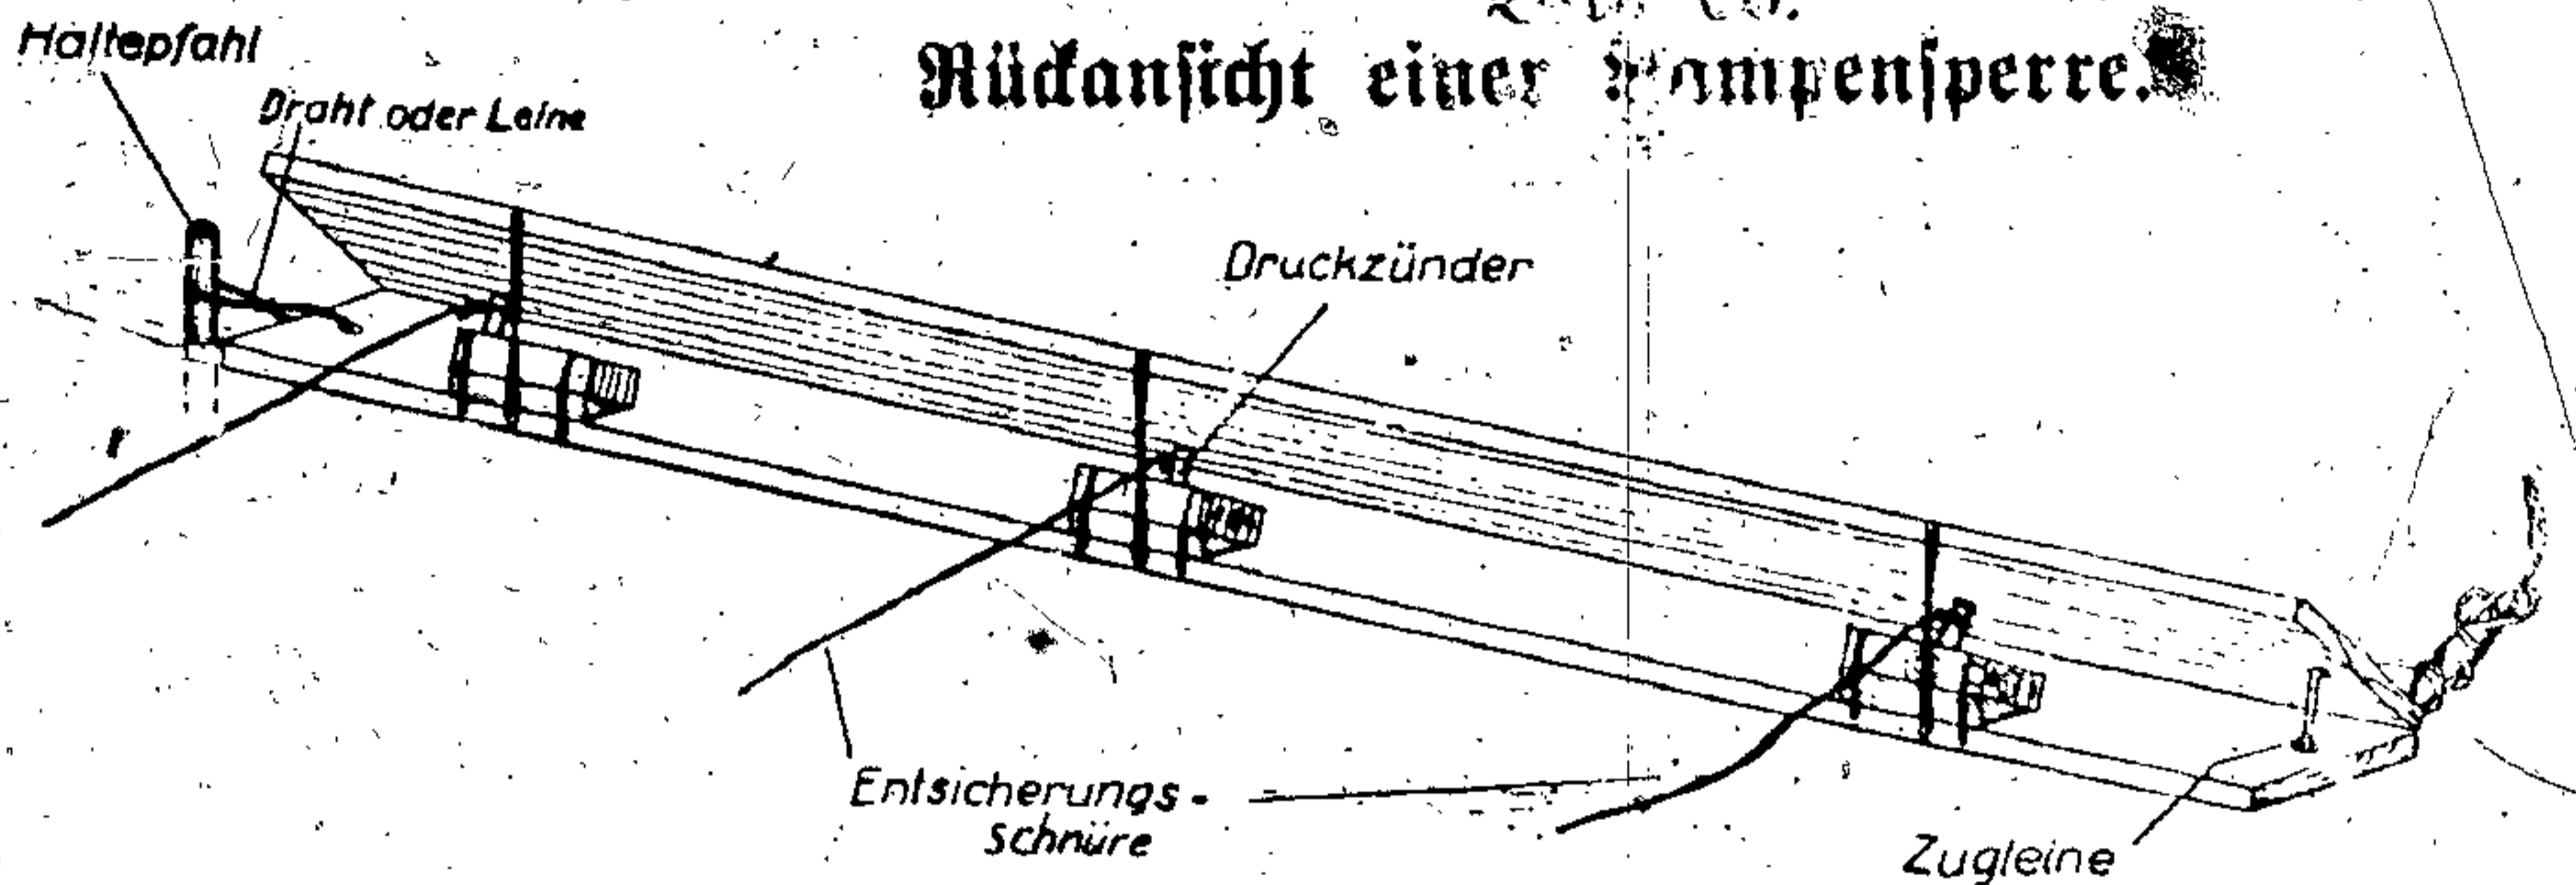 Rückansicht einer
Haltepfahl
Draht oder Leine
Druckzünder
Entsicherungs-
schnüre
Zugleine